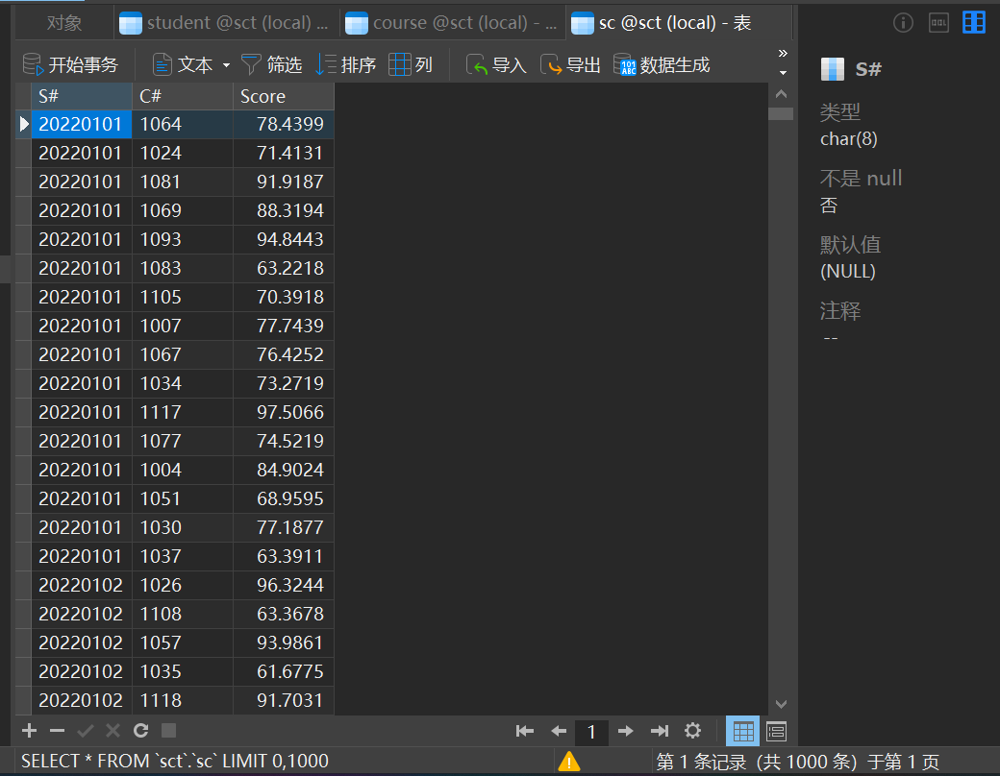 对象 student @sct (local) ... course @sct (local) - ... sc @sct (local) - 表
开始事务 文本 筛选 排序 列 导入 导出 数据生成 »
S# C# Score
20220101 1064 78.4399
20220101 1024 71.4131
20220101 1081 91.9187
20220101 1069 88.3194
20220101 1093 94.8443
20220101 1083 63.2218
20220101 1105 70.3918
20220101 1007 77.7439
20220101 1067 76.4252
20220101 1034 73.2719
20220101 1117 97.5066
20220101 1077 74.5219
20220101 1004 84.9024
20220101 1051 68.9595
20220101 1030 77.1877
20220101 1037 63.3911
20220102 1026 96.3244
20220102 1108 63.3678
20220102 1057 93.9861
20220102 1035 61.6775
20220102 1118 91.7031
1
SELECT * FROM `sct`.`sc` LIMIT 0,1000 第 1 条记录（共 1000 条）于第 1 页
DDL
S#
类型
char(8)
不是 null
否
默认值
(NULL)
注释
--